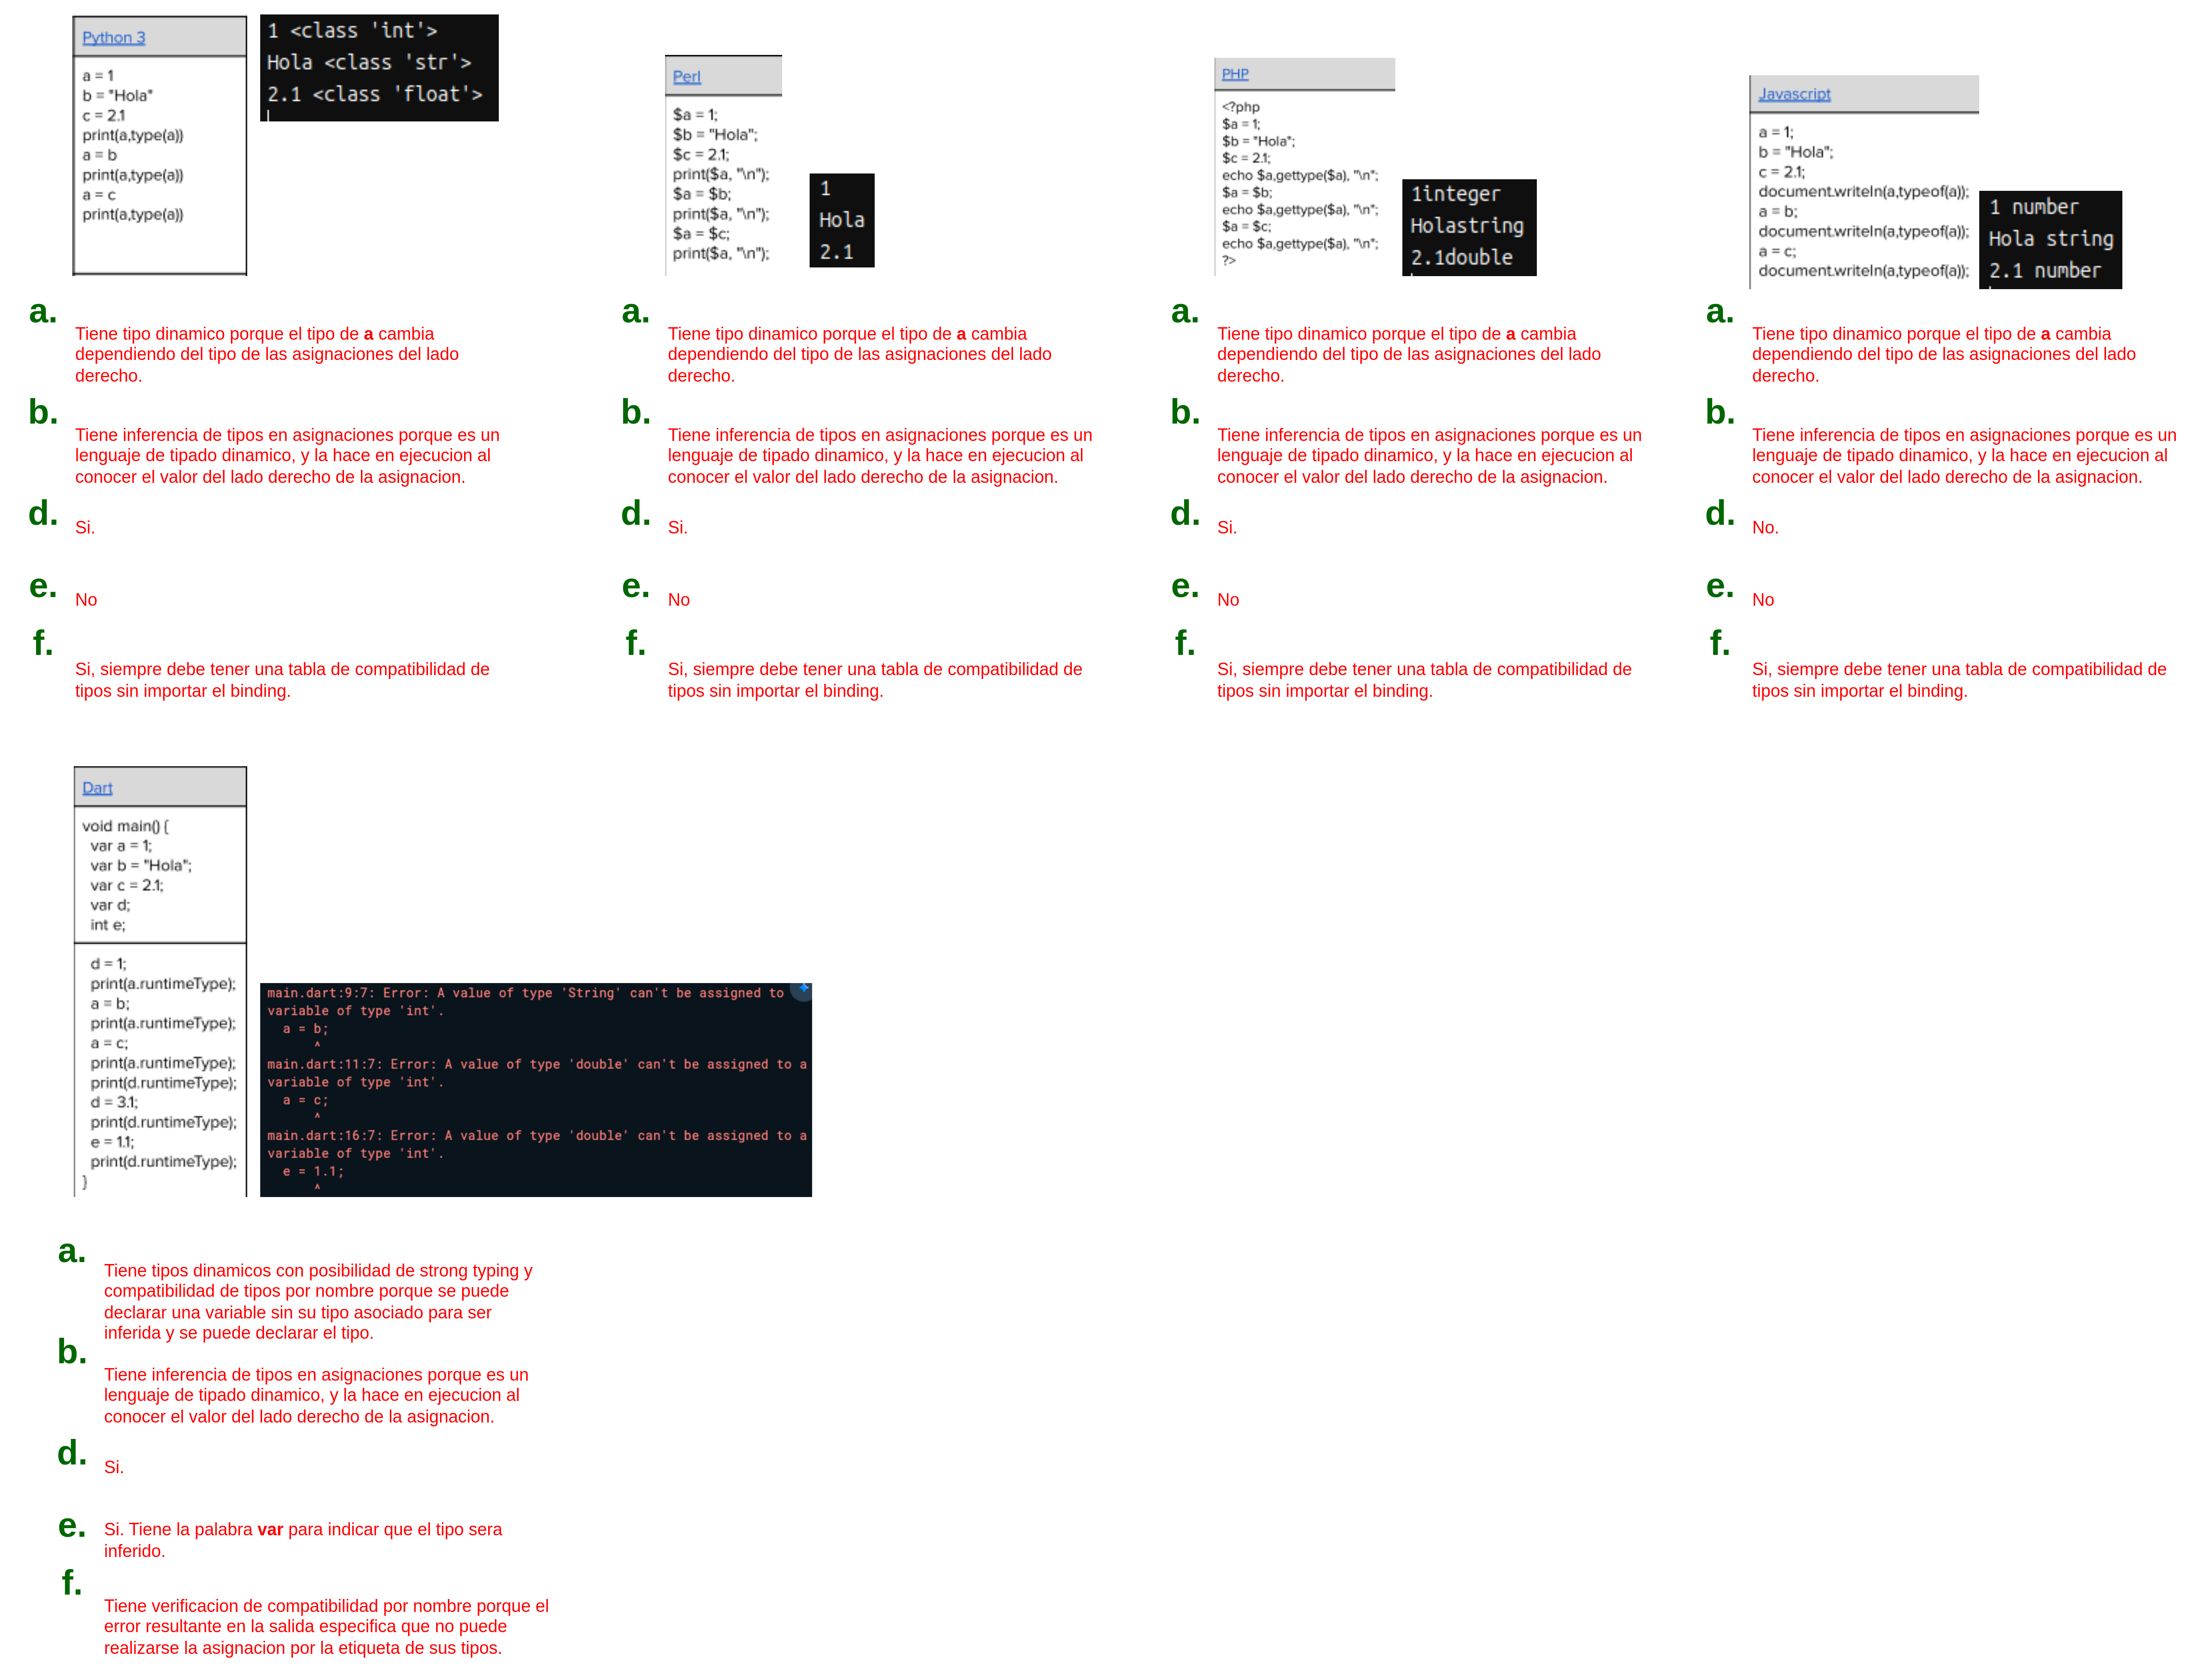 Python 3
a = 1
b = "Hola"
c = 2.1
print(a,type(a))
a = b
print(a,type(a))
a = c
print(a,type(a))
1 <class 'int'>
Hola <class 'str'>
2.1 <class 'float'>
a.
Tiene tipo dinamico porque el tipo de a cambia
dependiendo del tipo de las asignaciones del lado
derecho.
b.
Tiene inferencia de tipos en asignaciones porque es un
lenguaje de tipado dinamico, y la hace en ejecucion al
conocer el valor del lado derecho de la asignacion.
d.
Si.
e.
No
f.
Si, siempre debe tener una tabla de compatibilidad de
tipos sin importar el binding.
Perl
$a = 1;
$b = "Hola";
$c = 2.1;
print($a, "\n");
$a = $b;
print($a, "\n");
$a = $c;
print($a, "\n");
1
Hola
2.1
a.
Tiene tipo dinamico porque el tipo de a cambia
dependiendo del tipo de las asignaciones del lado
derecho.
b.
Tiene inferencia de tipos en asignaciones porque es un
lenguaje de tipado dinamico, y la hace en ejecucion al
conocer el valor del lado derecho de la asignacion.
d.
Si.
e.
No
f.
Si, siempre debe tener una tabla de compatibilidad de
tipos sin importar el binding.
PHP
<?php
$a = 1;
$b = "Hola";
$c = 2.1;
echo $a,gettype($a), "\n";
$a = $b;
echo $a,gettype($a), "\n";
$a = $c;
echo $a,gettype($a), "\n";
?>
1integer
Holastring
2.1double
a.
Tiene tipo dinamico porque el tipo de a cambia
dependiendo del tipo de las asignaciones del lado
derecho.
b.
Tiene inferencia de tipos en asignaciones porque es un
lenguaje de tipado dinamico, y la hace en ejecucion al
conocer el valor del lado derecho de la asignacion.
d.
Si.
e.
No
f.
Si, siempre debe tener una tabla de compatibilidad de
tipos sin importar el binding.
Javascript
a = 1;
b = "Hola";
c = 2.1;
document.writeln(a,typeof(a));
a = b;
document.writeln(a,typeof(a));
a = c;
document.writeln(a,typeof(a));
1 number
Hola string
2.1 number
a.
Tiene tipo dinamico porque el tipo de a cambia
dependiendo del tipo de las asignaciones del lado
derecho.
b.
Tiene inferencia de tipos en asignaciones porque es un
lenguaje de tipado dinamico, y la hace en ejecucion al
conocer el valor del lado derecho de la asignacion.
d.
No.
e.
No
f.
Si, siempre debe tener una tabla de compatibilidad de
tipos sin importar el binding.
Dart
void main() {
var a = 1;
var b = "Hola";
var c = 2.1;
var d;
int e;
d = 1;
print(a.runtimeType);
a = b;
print(a.runtimeType);
a = c;
print(a.runtimeType);
print(d.runtimeType);
d = 3.1;
print(d.runtimeType);
e = 1.1;
print(d.runtimeType);
}
main.dart:9:7: Error: A value of type 'String' can't be assigned to
variable of type 'int'.
a = b;
^
main.dart:11:7: Error: A value of type 'double' can't be assigned to a
variable of type 'int'.
a = c;
^
main.dart:16:7: Error: A value of type 'double' can't be assigned to a
variable of type 'int'.
e = 1.1;
^
a.
Tiene tipos dinamicos con posibilidad de strong typing y
compatibilidad de tipos por nombre porque se puede
declarar una variable sin su tipo asociado para ser
inferida y se puede declarar el tipo.
b.
Tiene inferencia de tipos en asignaciones porque es un
lenguaje de tipado dinamico, y la hace en ejecucion al
conocer el valor del lado derecho de la asignacion.
d.
Si.
e.
Si. Tiene la palabra var para indicar que el tipo sera
inferido.
f.
Tiene verificacion de compatibilidad por nombre porque el
error resultante en la salida especifica que no puede
realizarse la asignacion por la etiqueta de sus tipos.